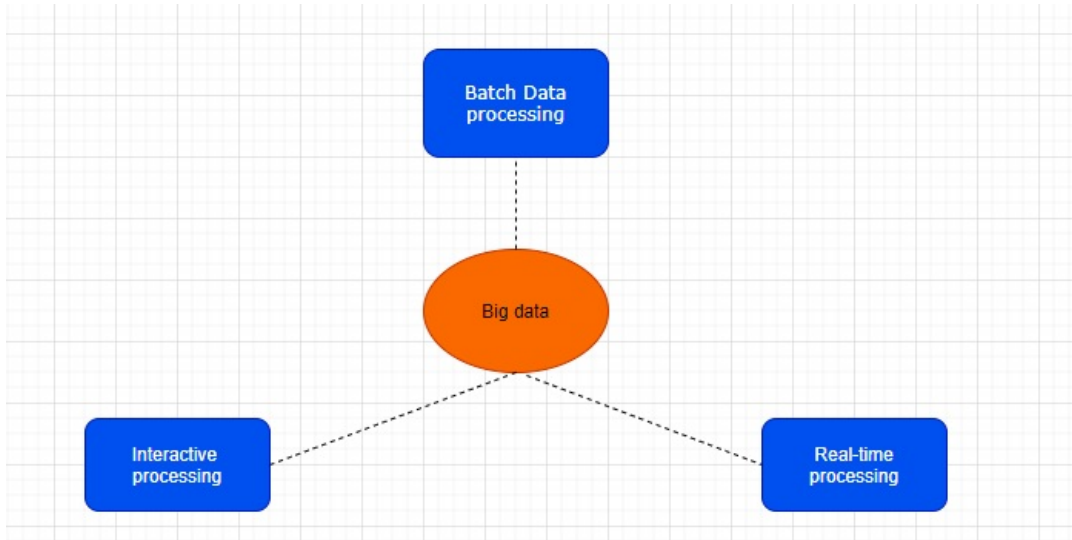 Batch Data
processing
Big data
Interactive
processing
Real-time
processing